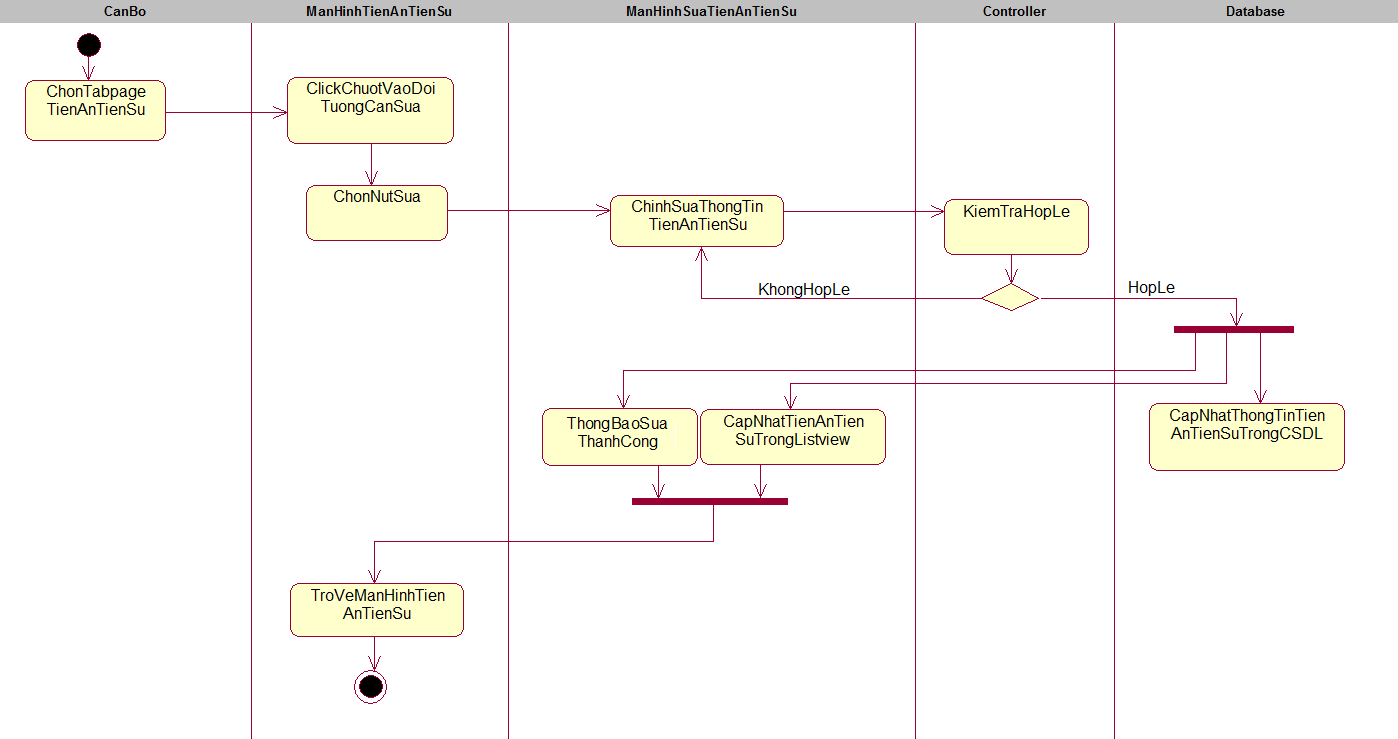 CanBo
ManHinhTienAnTienSu
ManHinhSuaTienAnTienSu
Controller
Database
ChonTabpage
TienAnTienSu
ClickChuotVaoDoi
TuongCanSua
ChonNutSua
ChinhSuaThongTin
TienAnTienSu
KiemTraHopLe
KhongHopLe
HopLe
ThongBaoSua
ThanhCong
CapNhatTienAnTien
SuTrongListview
CapNhatThongTinTien
AnTienSuTrongCSDL
TroVeManHinhTien
AnTienSu